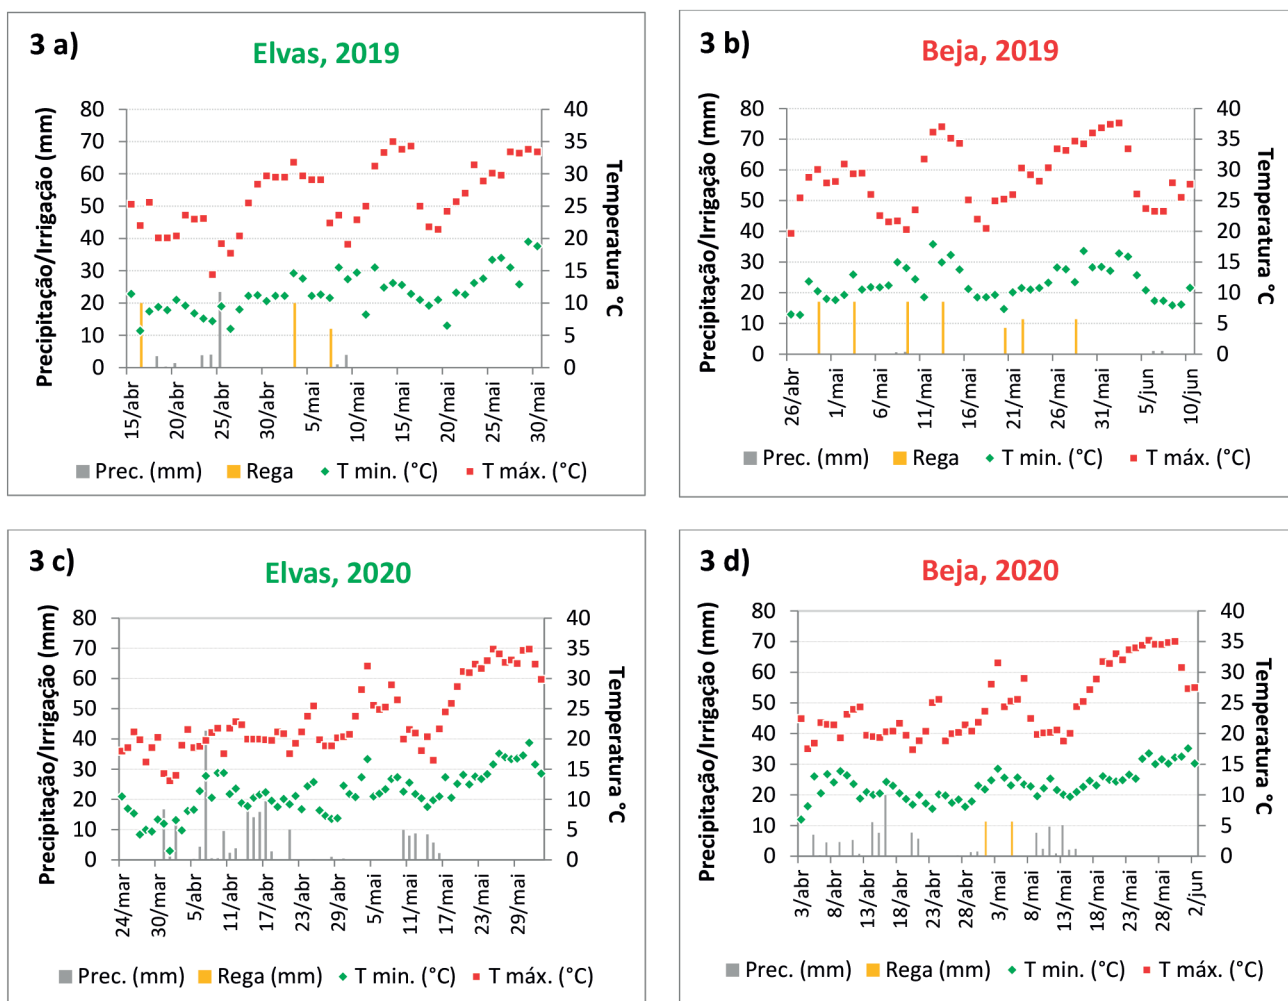 3 a)
Elvas, 2019
Precipitação/Irrigação (mm)
80
70
60
50
40
30
20
10
0
40
35
30
25
20
15
10
5
0
Temperatura °C
15/abr
20/abr
25/abr
30/abr
5/mai
10/mai
15/mai
20/mai
25/mai
30/mai
Prec. (mm) Rega T min. (°C) T máx. (°C)
3 b)
Beja, 2019
Precipitação/Irrigação (mm)
80
70
60
50
40
30
20
10
0
40
35
30
25
20
15
10
5
0
Temperatura °C
26/abr
1/mai
6/mai
11/mai
16/mai
21/mai
26/mai
31/mai
5/jun
10/jun
Prec. (mm) Rega T min. (°C) T máx. (°C)
3 c)
Elvas, 2020
Precipitação/Irrigação (mm)
80
70
60
50
40
30
20
10
0
40
35
30
25
20
15
10
5
0
Temperatura °C
24/mar
30/mar
5/abr
11/abr
17/abr
23/abr
29/abr
5/mai
11/mai
17/mai
23/mai
29/mai
Prec. (mm) Rega (mm) T min. (°C) T máx. (°C)
3 d)
Beja, 2020
Precipitação/Irrigação (mm)
80
70
60
50
40
30
20
10
0
40
35
30
25
20
15
10
5
0
Temperatura °C
3/abr
8/abr
13/abr
18/abr
23/abr
28/abr
3/mai
8/mai
13/mai
18/mai
23/mai
28/mai
2/jun
Prec. (mm) Rega (mm) T min. (°C) T máx. (°C)